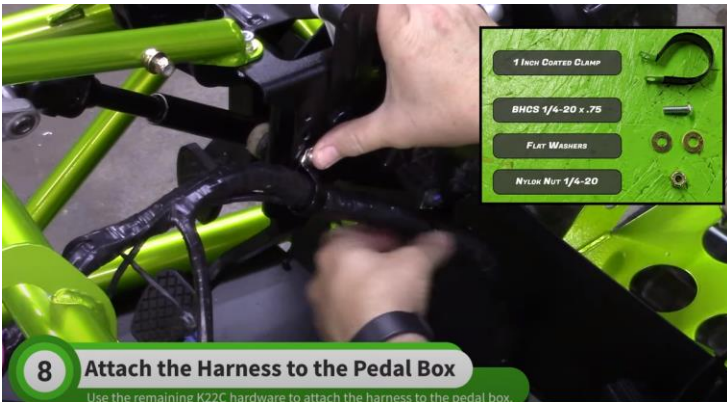 1 Inch Coated Clamp
BHCS 1/4-20 x .75
Flat Washers
Nylok Nut 1/4-20
8
Attach the Harness to the Pedal Box
Use the remaining K22C hardware to attach the harness to the pedal box.